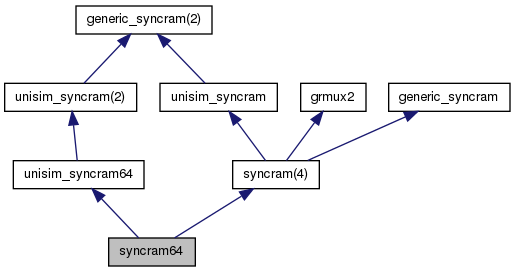 generic_syncram(2)
unisim_syncram(2)
unisim_syncram
grmux2
generic_syncram
unisim_syncram64
syncram(4)
syncram64